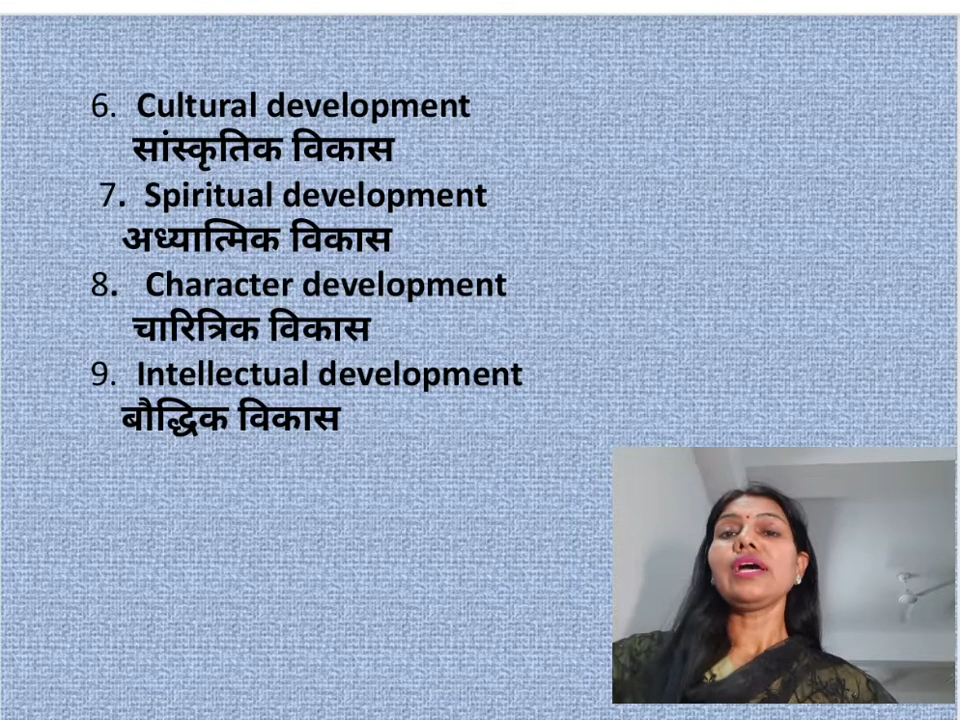 6. Cultural development
सांस्कृतिक विकास
7. Spiritual development
अध्यात्मिक विकास
8. Character development
चारित्रिक विकास
9. Intellectual development
बौद्धिक विकास